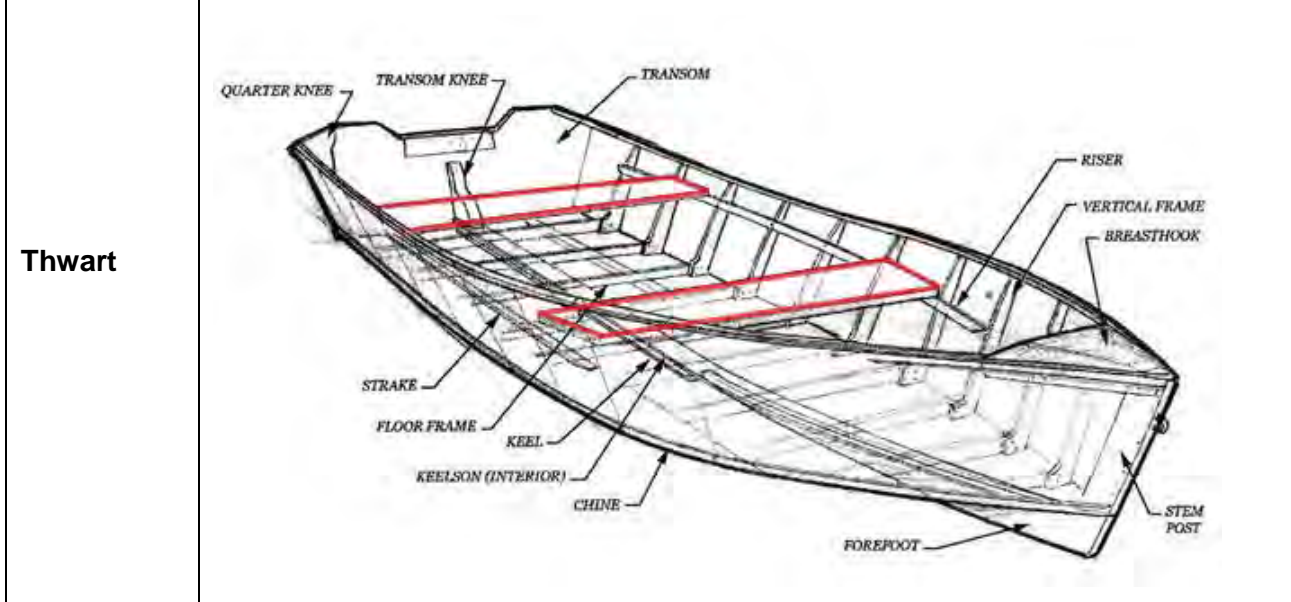 Thwart
QUARTER KNEE
TRANSOM KNEE
TRANSOM
RISER
VERTICAL FRAME
BREASTHOOK
STRAKE
FLOOR FRAME
KEEL
KEELSON (INTERIOR)
CHINE
FOREFOOT
STEM
POST